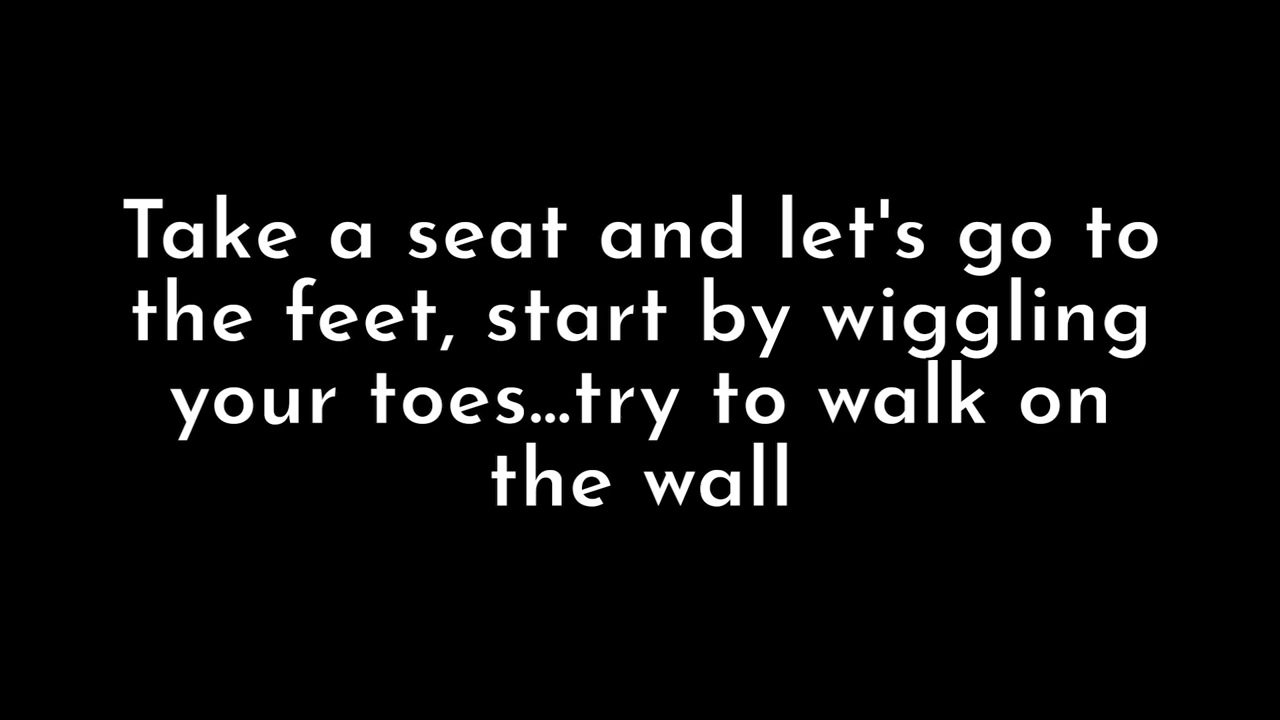 Take a seat and let's go to
the feet, start by wiggling
your toes...try to walk on
the wall